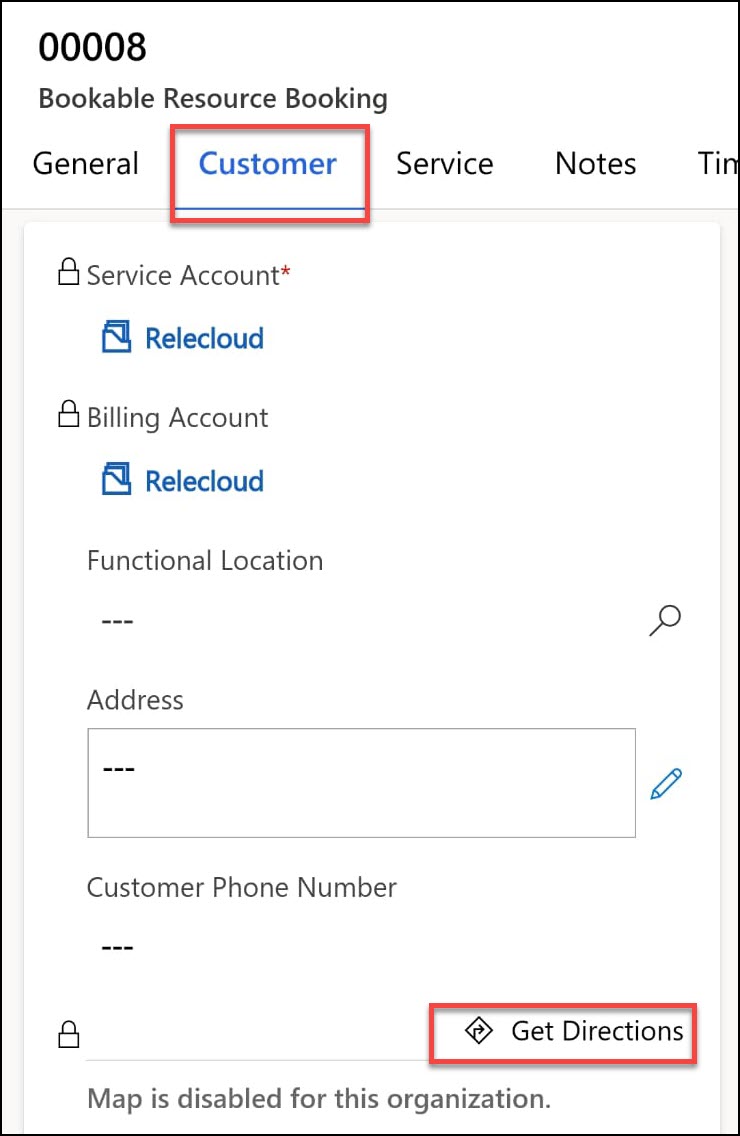 00008
Bookable Resource Booking
General Customer Service Notes Tim
Service Account*
Relecloud
Billing Account
Relecloud
Functional Location
---
Address
---
Customer Phone Number
---
Get Directions
Map is disabled for this organization.